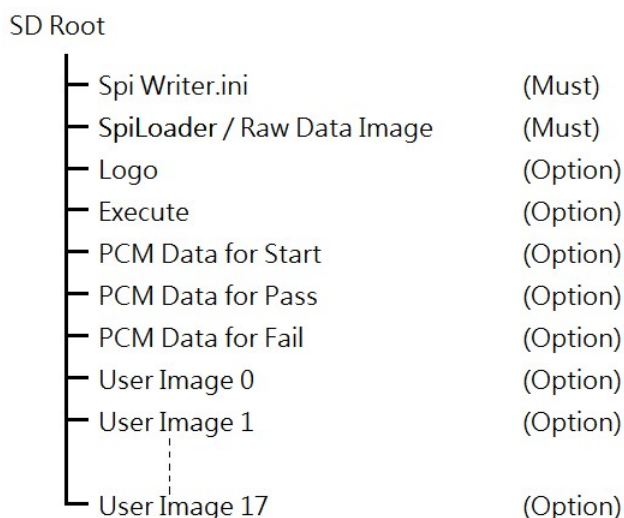 SD Root
Spi Writer.ini (Must)
SpiLoader / Raw Data Image (Must)
Logo (Option)
Execute (Option)
PCM Data for Start (Option)
PCM Data for Pass (Option)
PCM Data for Fail (Option)
User Image 0 (Option)
User Image 1 (Option)
User Image 17 (Option)